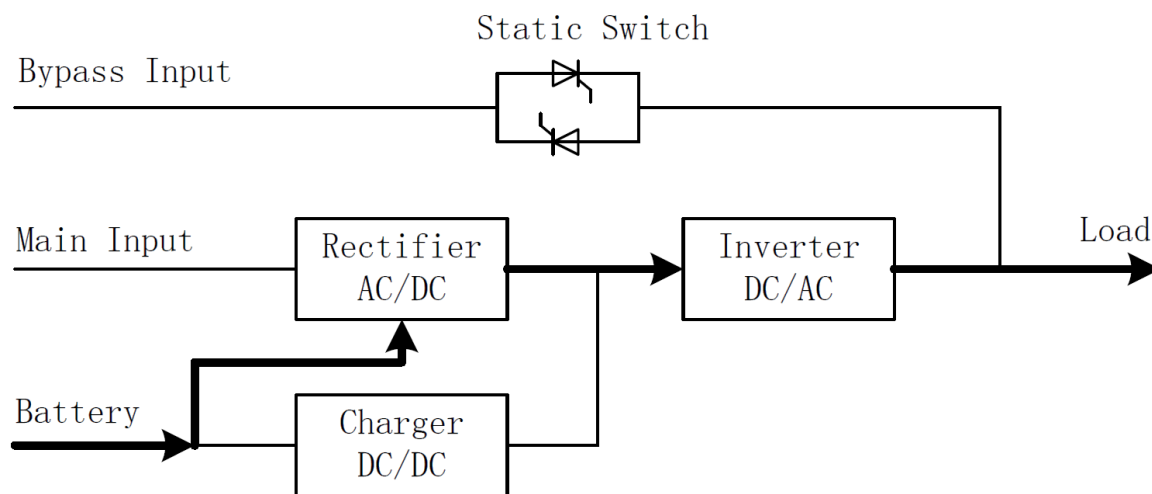 Static Switch
Bypass Input
Main Input
Rectifier
AC/DC
Inverter
DC/AC
Load
Battery
Charger
DC/DC